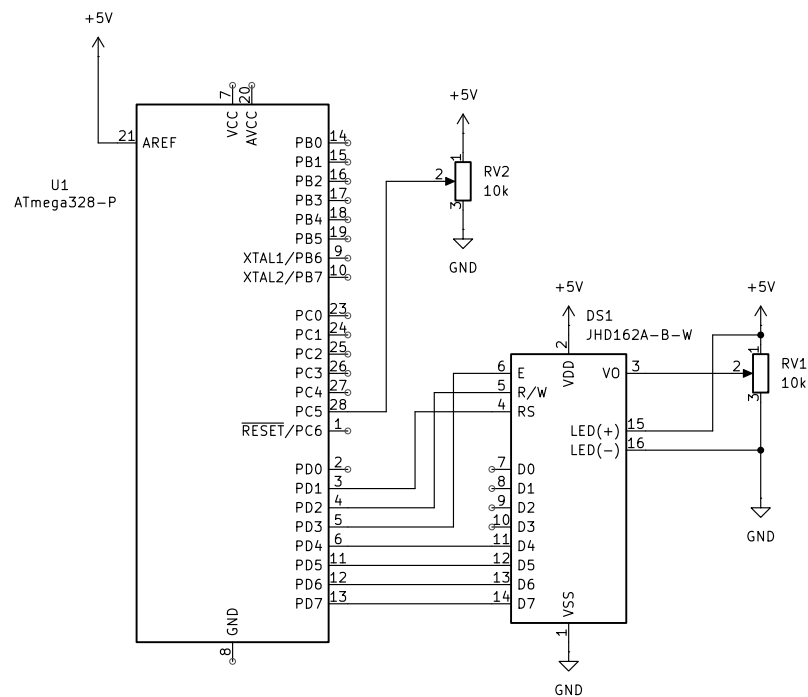 +5V
+5V
7 VCC
20 AVCC
21 AREF
U1
ATmega328-P
PB0 14
PB1 15
PB2 16
PB3 17
PB4 18
PB5 19
XTAL1/PB6 9
XTAL2/PB7 10
PC0 23
PC1 24
PC2 25
PC3 26
PC4 27
PC5 28
RESET/PC6 1
PD0 2
PD1 3
PD2 4
PD3 5
PD4 6
PD5 11
PD6 12
PD7 13
GND 8
1
2
3
RV2
10k
GND
+5V
+5V
DS1
JHD162A-B-W
2 VDD
6 E
5 R/W
4 RS
7 D0
8 D1
9 D2
10 D3
11 D4
12 D5
13 D6
14 D7
VO 3
LED(+) 15
LED(-) 16
VSS 1
GND
1
2
3
RV1
10k
GND